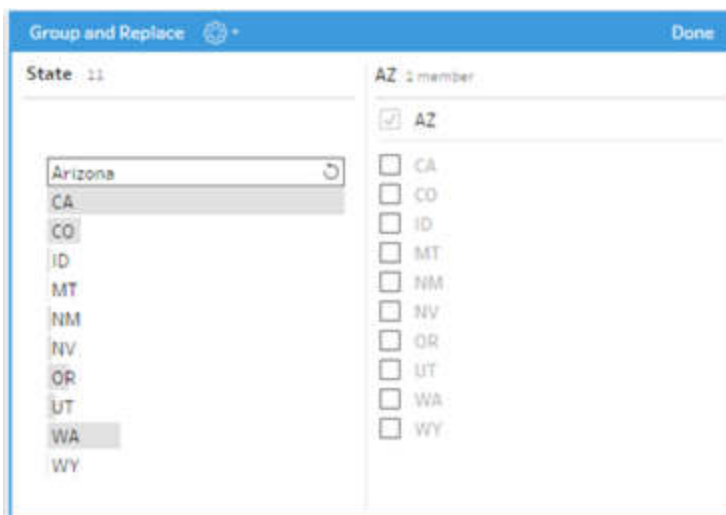 Group and Replace Done
State 11
Arizona
CA
CO
ID
MT
NM
NV
OR
UT
WA
WY
AZ 1 member
AZ
CA
CO
ID
MT
NM
NV
OR
UT
WA
WY